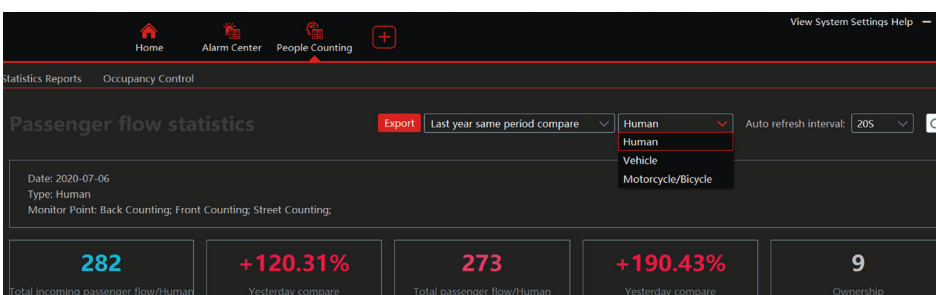 View System Settings Help
Home Alarm Center People Counting
Statistics Reports Occupancy Control
Passenger flow statistics Export Last year same period compare Human Auto refresh interval: 20S
Human
Vehicle
Motorcycle/Bicycle
Date: 2020-07-06
Type: Human
Monitor Point: Back Counting; Front Counting; Street Counting;
282 +120.31% 273 +190.43% 9
Total incoming passenger flow/Human Yesterday compare Total passenger flow/Human Yesterday compare Ownership